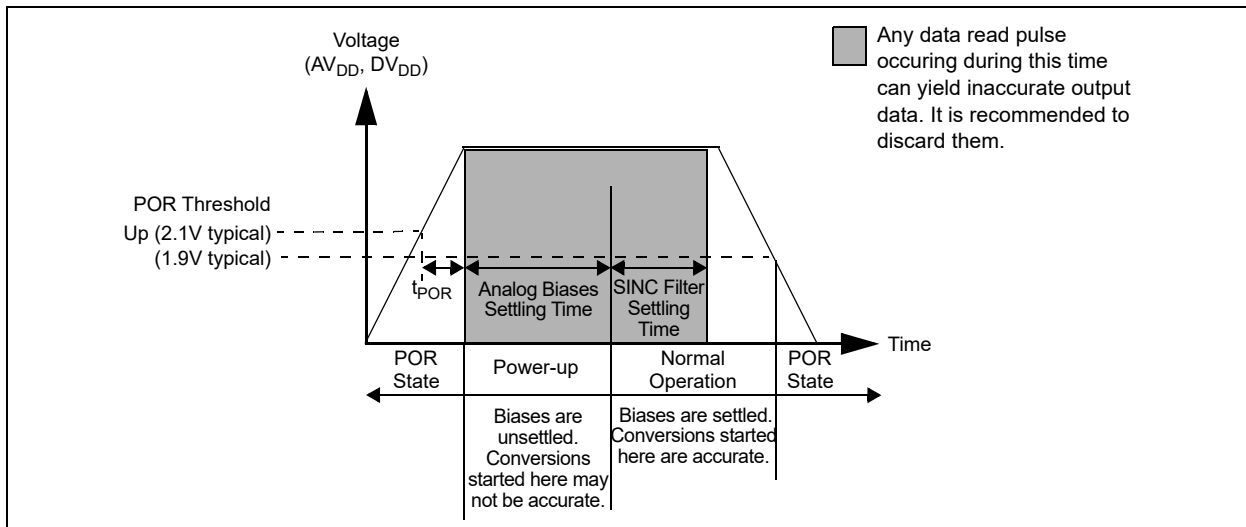 Voltage
(AVDD, DVDD)
Any data read pulse
occuring during this time
can yield inaccurate output
data. It is recommended to
discard them.
POR Threshold
Up (2.1V typical)
(1.9V typical)
tPOR
Analog Biases
Settling Time
SINC Filter
Settling
Time
Time
POR
State
Power-up
Normal
Operation
POR
State
Biases are
unsettled.
Conversions
started here may
not be accurate.
Biases are settled.
Conversions started
here are accurate.